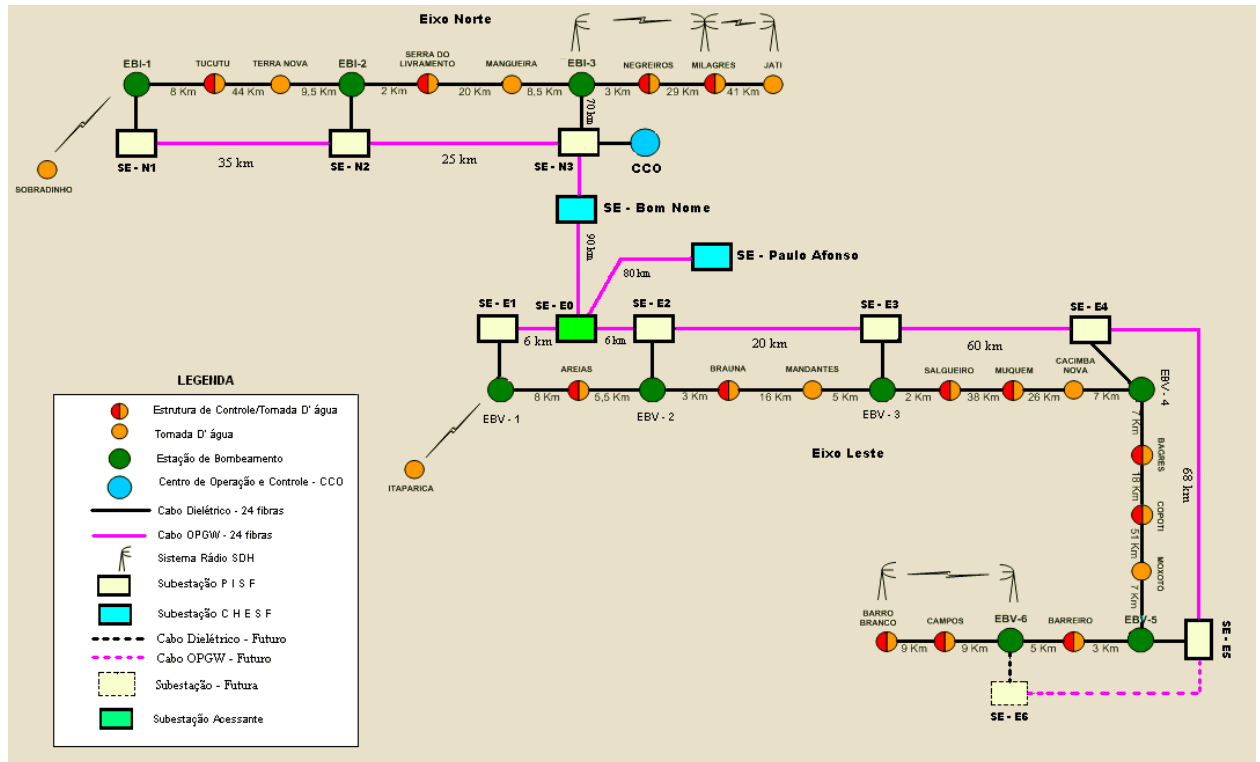 Eixo Norte
EBI-1
TUCUTU
TERRA NOVA
EBI-2
SERRA DO
LIVRAMENTO
MANGUEIRA
EBI-3
NEGREIROS
MILAGRES
JATI
8 Km
44 Km
9,5 Km
2 Km
20 Km
8,5 Km
3 Km
29 Km
41 Km
70 km
35 km
25 km
SE - N1
SE - N2
SE - N3
CCO
SOBRADINHO
SE - Bom Nome
90 km
SE - Paulo Afonso
80 km
SE - E1
SE - E0
SE - E2
SE - E3
SE - E4
6 km
6 km
20 km
60 km
AREIAS
BRAUNA
MANDANTES
SALGUEIRO
MUQUEM
CACIMBA
NOVA
8 Km
5,5 Km
3 Km
16 Km
5 Km
2 Km
38 Km
26 Km
7 Km
EBV - 1
EBV - 2
EBV - 3
EBV - 4
ITAPARICA
Eixo Leste
7 Km
BAGRES
18 Km
COPOTI
51 Km
MOXOTÓ
7 Km
68 km
BARRO
BRANCO
CAMPOS
EBV-6
BARREIRO
EBV-5
9 Km
9 Km
5 Km
3 Km
SE - E5
SE - E6
LEGENDA
Estrutura de Controle/Tomada D' água
Tomada D' água
Estação de Bombeamento
Centro de Operação e Controle - CCO
Cabo Dielétrico - 24 fibras
Cabo OPGW - 24 fibras
Sistema Rádio SDH
Subestação P I S F
Subestação C H E S F
Cabo Dielétrico - Futuro
Cabo OPGW - Futuro
Subestação - Futura
Subestação Acessante